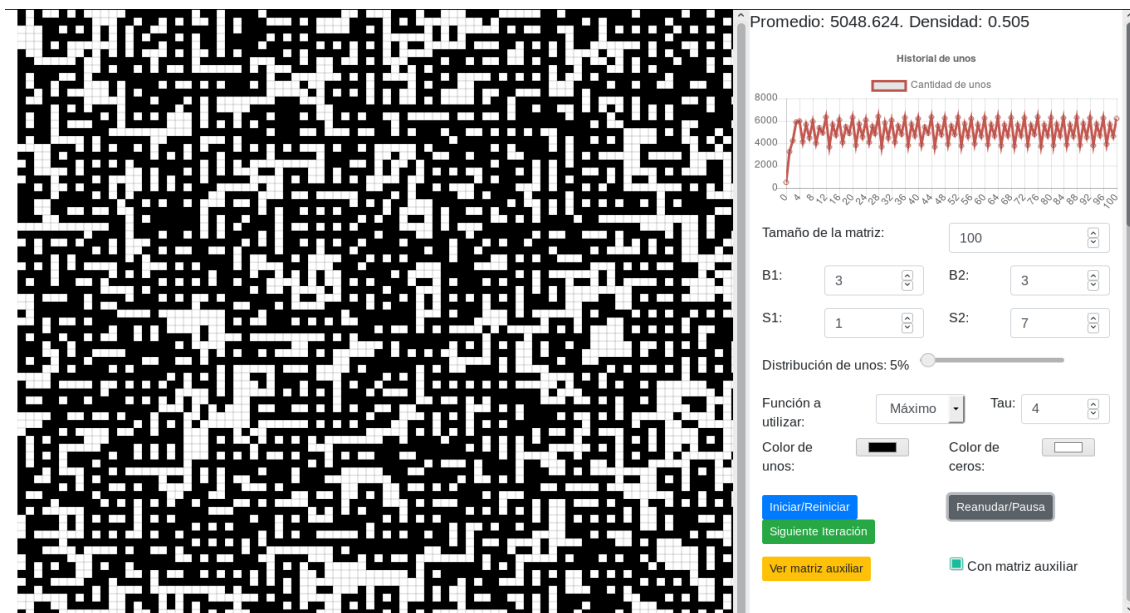 Promedio: 5048.624. Densidad: 0.505
Historial de unos
Cantidad de unos
8000
6000
4000
2000
0
0 4 8 12 16 20 24 28 32 36 40 44 48 52 56 60 64 68 72 76 80 84 88 92 96 100
Tamaño de la matriz: 100
B1: 3 B2: 3
S1: 1 S2: 7
Distribución de unos: 5%
Función a utilizar: Máximo Tau: 4
Color de unos: Color de ceros:
Iniciar/Reiniciar Reanudar/Pausa
Siguiente Iteración
Ver matriz auxiliar Con matriz auxiliar